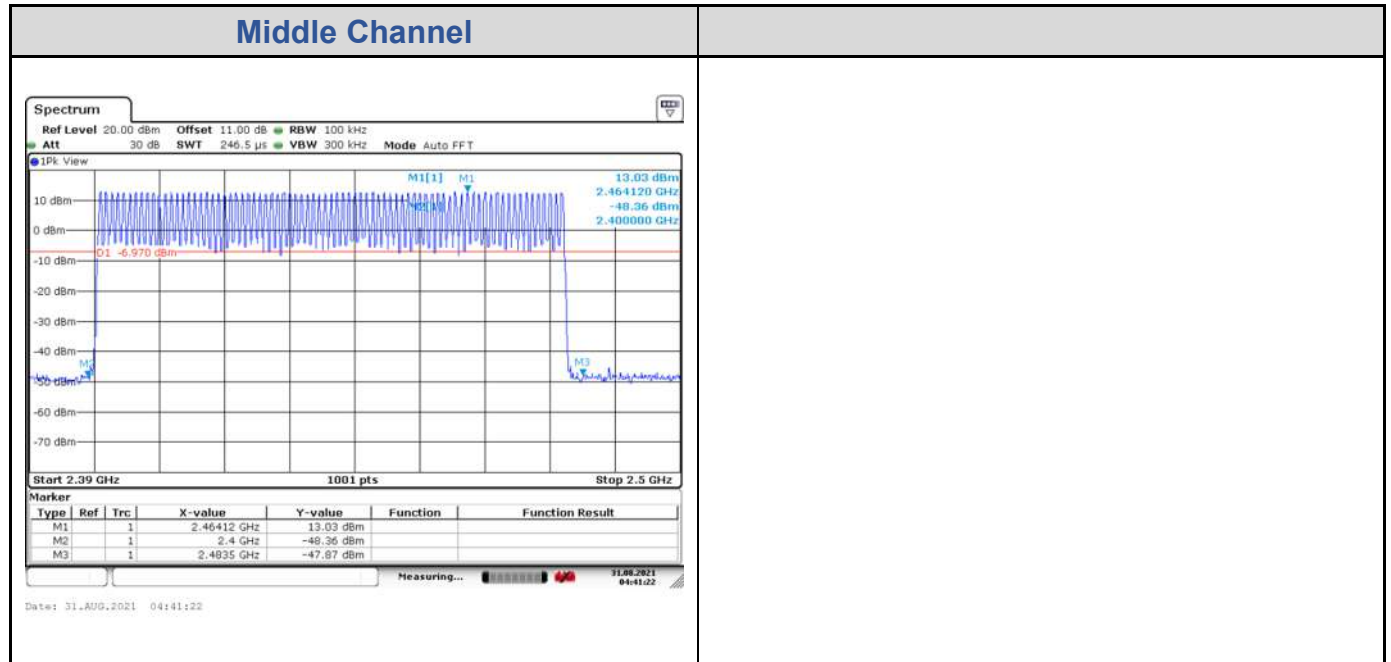 Middle Channel
Spectrum
Ref Level 20.00 dBm Offset 11.00 dB RBW 100 kHz
Att 30 dB SWT 246.5 µs VBW 300 kHz Mode Auto FFT
1Pk View
M1[1] M1 13.03 dBm
2.464120 GHz
10 dBm
M2[1] -48.36 dBm
2.400000 GHz
0 dBm
D1 -6.970 dBm
-10 dBm
-20 dBm
-30 dBm
-40 dBm
M2 M3
-50 dBm
-60 dBm
-70 dBm
Start 2.39 GHz 1001 pts Stop 2.5 GHz
Marker
Type Ref Trc X-value Y-value Function Function Result
M1 1 2.46412 GHz 13.03 dBm
M2 1 2.4 GHz -48.36 dBm
M3 1 2.4835 GHz -47.87 dBm
Measuring... 31.08.2021
04:41:22
Date: 31.AUG.2021 04:41:22